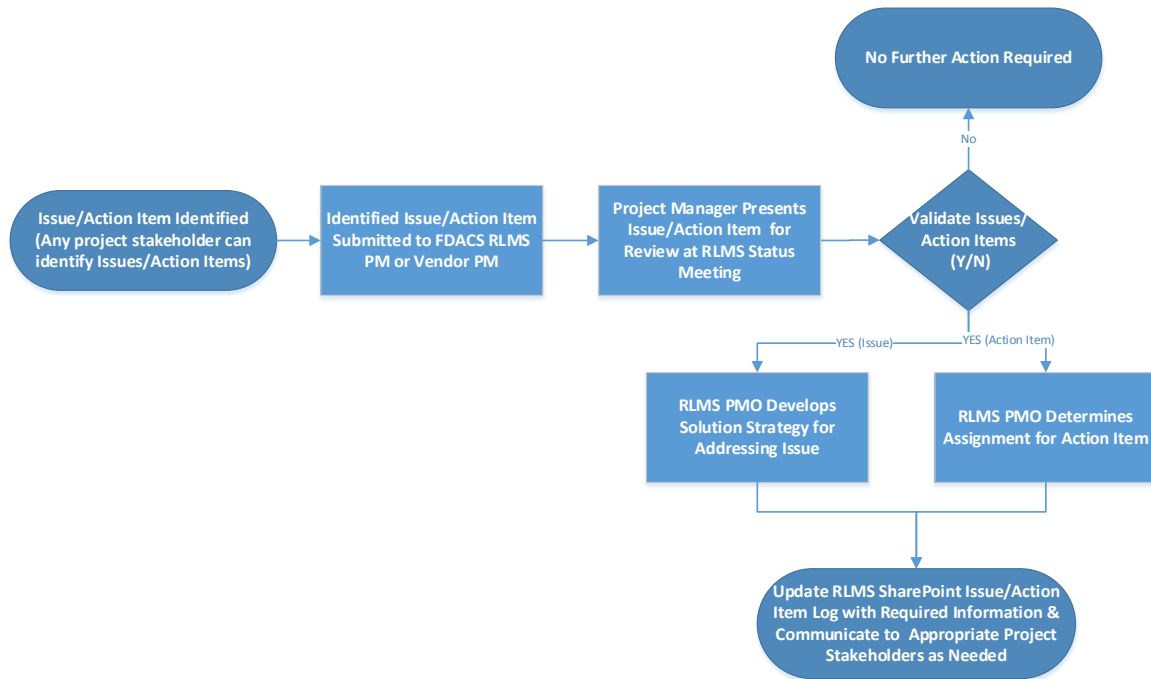 No Further Action Required
No
Issue/Action Item Identified
(Any project stakeholder can
identify Issues/Action Items)
Identified Issue/Action Item
Submitted to FDACS RLMS
PM or Vendor PM
Project Manager Presents
Issue/Action Item for
Review at RLMS Status
Meeting
Validate Issues/
Action Items
(Y/N)
YES (Issue)
YES (Action Item)
RLMS PMO Develops
Solution Strategy for
Addressing Issue
RLMS PMO Determines
Assignment for Action Item
Update RLMS SharePoint Issue/Action
Item Log with Required Information &
Communicate to Appropriate Project
Stakeholders as Needed